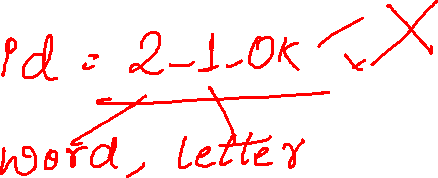 id = 2-1-0k
word, letter